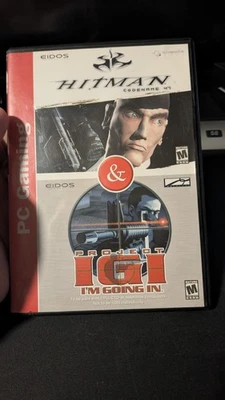 EIDOS
HITMAN
CODENAME 47
M
PC Gaming
&
EIDOS
PROJECT
IGI
I'M GOING IN
M